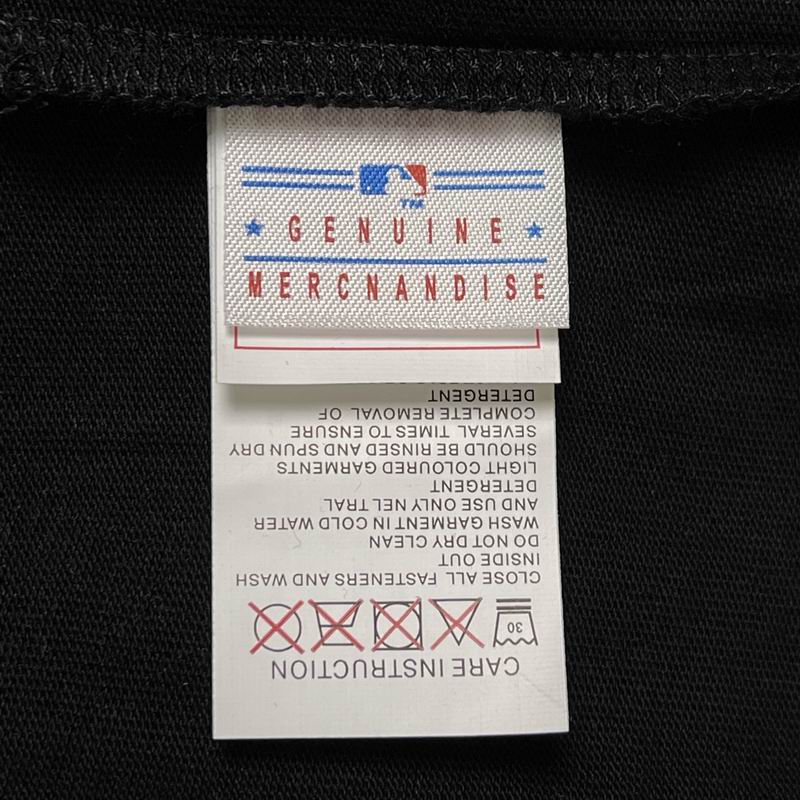 TM
GENUINE
MERCNANDISE
CARE INSTRUCTION
30
CLOSE ALL FASTENERS AND WASH
INSIDE OUT
DO NOT DRY CLEAN
WASH GARMENT IN COLD WATER
AND USE ONLY NEL TRAL
DETERGENT
LIGHT COLOURED GARMENTS
SHOULD BE RINSED AND SPUN DRY
SEVERAL TIMES TO ENSURE
COMPLETE REMOVAL OF
DETERGENT